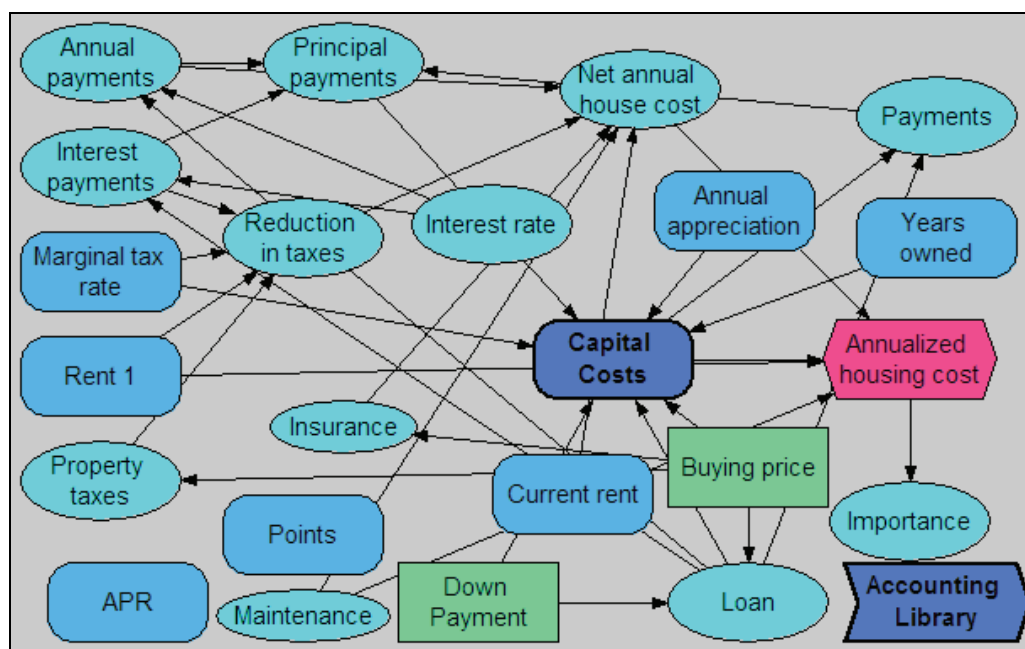 Annual
payments
Principal
payments
Net annual
house cost
Payments
Interest
payments
Reduction
in taxes
Interest rate
Annual
appreciation
Years
owned
Marginal tax
rate
Capital
Costs
Annualized
housing cost
Rent 1
Insurance
Buying price
Property
taxes
Current rent
Points
Importance
APR
Maintenance
Down
Payment
Loan
Accounting
Library